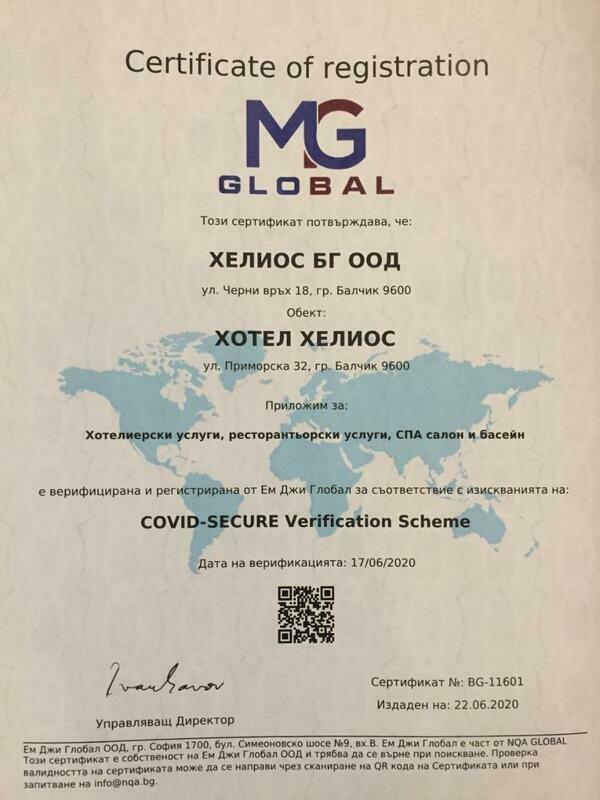 Certificate of registration
MG
GLOBAL
Този сертификат потвърждава, че:
ХЕЛИОС БГ ООД
ул. Черни връх 18, гр. Балчик 9600
Обект:
ХОТЕЛ ХЕЛИОС
ул. Приморска 32, гр. Балчик 9600
Приложим за:
Хотелиерски услуги, ресторантьорски услуги, СПА салон и басейн
е верифицирана и регистрирана от Ем Джи Глобал за съответствие с изискванията на:
COVID-SECURE Verification Scheme
Дата на верификацията: 17/06/2020
Сертификат №: BG-11601
Издаден на: 22.06.2020
Управляващ Директор
Ем Джи Глобал ООД, гр. София 1700, бул. Симеоновско шосе №9, вх.В. Ем Джи Глобал е част от NQA GLOBAL
Този сертификат е собственост на Ем Джи Глобал ООД и трябва да се върне при поискване. Проверка
валидността на сертификата може да се направи чрез сканиране на QR кода на Сертификата или при
запитване на info@nqa.bg.